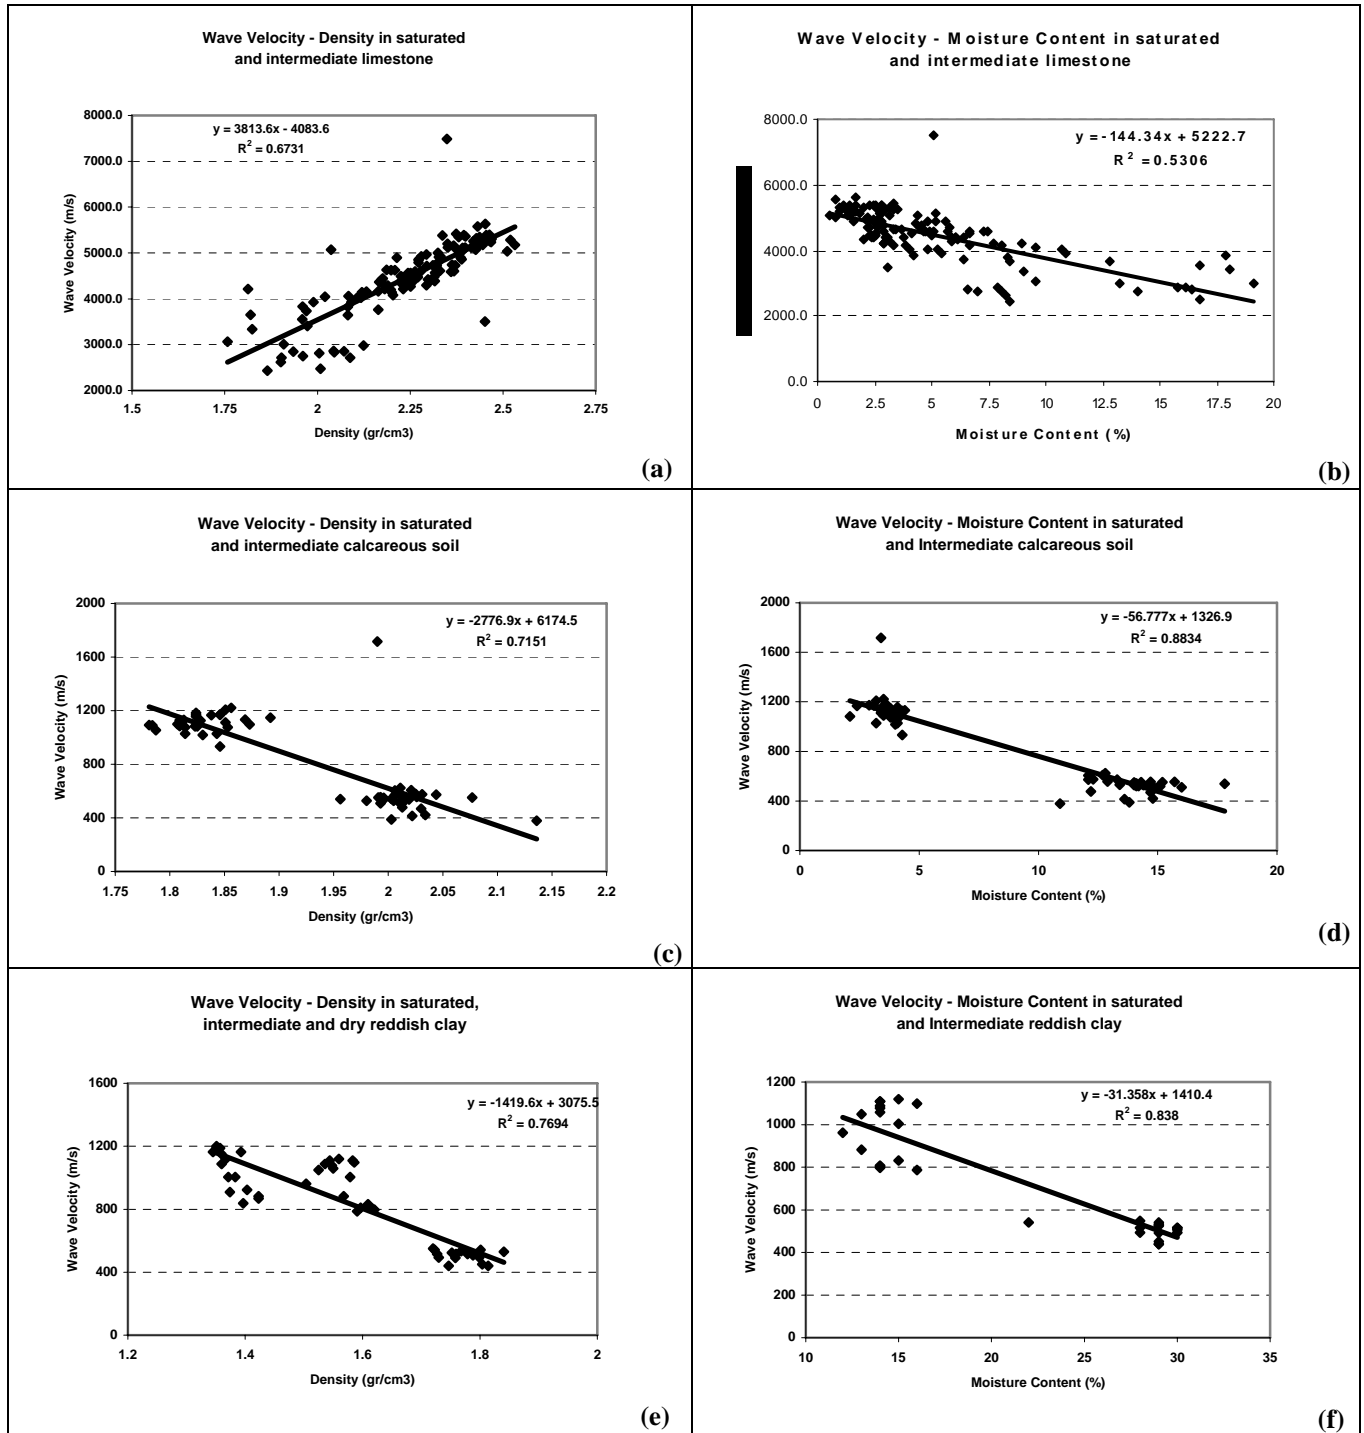 Wave Velocity - Density in saturated
and intermediate limestone
y = 3813.6x - 4083.6
R2 = 0.6731
8000.0
7000.0
6000.0
5000.0
4000.0
3000.0
2000.0
1.5 1.75 2 2.25 2.5 2.75
Wave Velocity (m/s)
Density (gr/cm3)
(a)
Wave Velocity - Moisture Content in saturated
and intermediate limestone
y = -144.34x + 5222.7
R2 = 0.5306
8000.0
6000.0
4000.0
2000.0
0.0
0 2.5 5 7.5 10 12.5 15 17.5 20
Moisture Content (%)
(b)
Wave Velocity - Density in saturated
and intermediate calcareous soil
y = -2776.9x + 6174.5
R2 = 0.7151
2000
1600
1200
800
400
0
1.75 1.8 1.85 1.9 1.95 2 2.05 2.1 2.15 2.2
Wave Velocity (m/s)
Density (gr/cm3)
(c)
Wave Velocity - Moisture Content in saturated
and Intermediate calcareous soil
y = -56.777x + 1326.9
R2 = 0.8834
2000
1600
1200
800
400
0
0 5 10 15 20
Wave Velocity (m/s)
Moisture Content (%)
(d)
Wave Velocity - Density in saturated,
intermediate and dry reddish clay
y = -1419.6x + 3075.5
R2 = 0.7694
1600
1200
800
400
0
1.2 1.4 1.6 1.8 2
Wave Velocity (m/s)
Density (gr/cm3)
(e)
Wave Velocity - Moisture Content in saturated
and Intermediate reddish clay
y = -31.358x + 1410.4
R2 = 0.838
1200
1000
800
600
400
200
0
10 15 20 25 30 35
Wave Velocity (m/s)
Moisture Content (%)
(f)